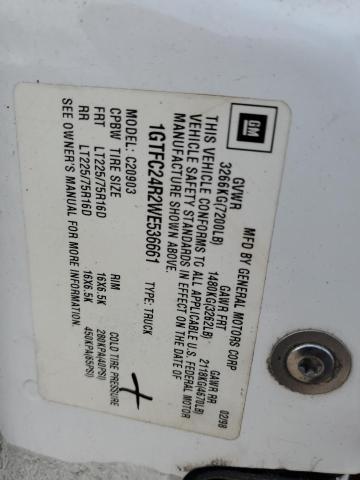 GM
MFD BY GENERAL MOTORS CORP
02/98
GVWR GAWR FRT GAWR RR
3266KG(7200LB) 1480KG(3262LB) 2118KG(4670LB)
THIS VEHICLE CONFORMS TO ALL APPLICABLE U.S. FEDERAL MOTOR
VEHICLE SAFETY STANDARDS IN EFFECT ON THE DATE OF
MANUFACTURE SHOWN ABOVE.
1GTFC24R2WE536661 TYPE: TRUCK
MODEL: C20903
CPBW TIRE SIZE RIM COLD TIRE PRESSURE
FRT LT225/75R16D 16X6.5K 280KPA(40PSI)
RR LT225/75R16D 16X6.5K 450KPA(65PSI)
SEE OWNER'S MANUAL FOR MORE INFORMATION.